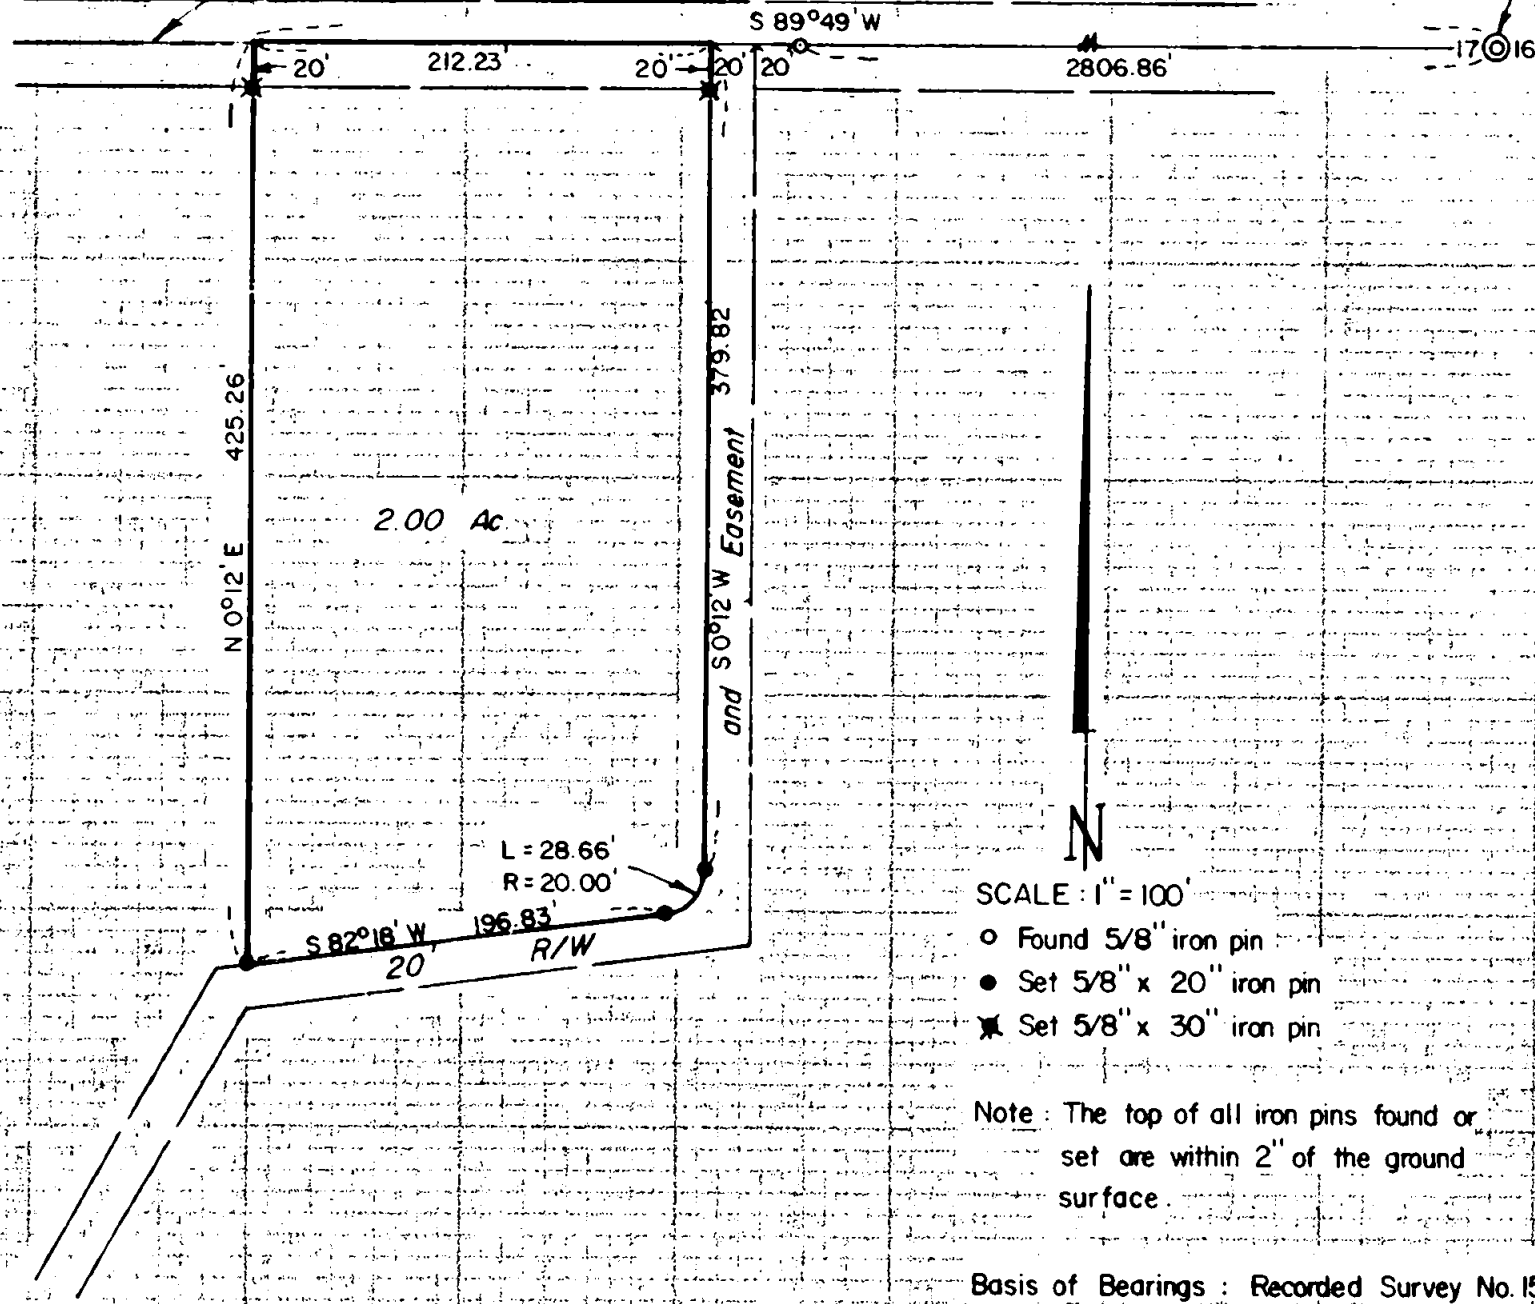 S 89°49' W
20'
212.23'
20'
20'
20'
2806.86'
17
16
N 0°12' E 425.26'
and S 0°12' W Easement
379.82'
2.00 Ac
L = 28.66'
R = 20.00'
S 82°18' W 196.83'
20' R/W
N
SCALE : 1" = 100'
Found 5/8" iron pin
Set 5/8" x 20" iron pin
Set 5/8" x 30" iron pin
Note : The top of all iron pins found or
set are within 2" of the ground
surface.
Basis of Bearings : Recorded Survey No.